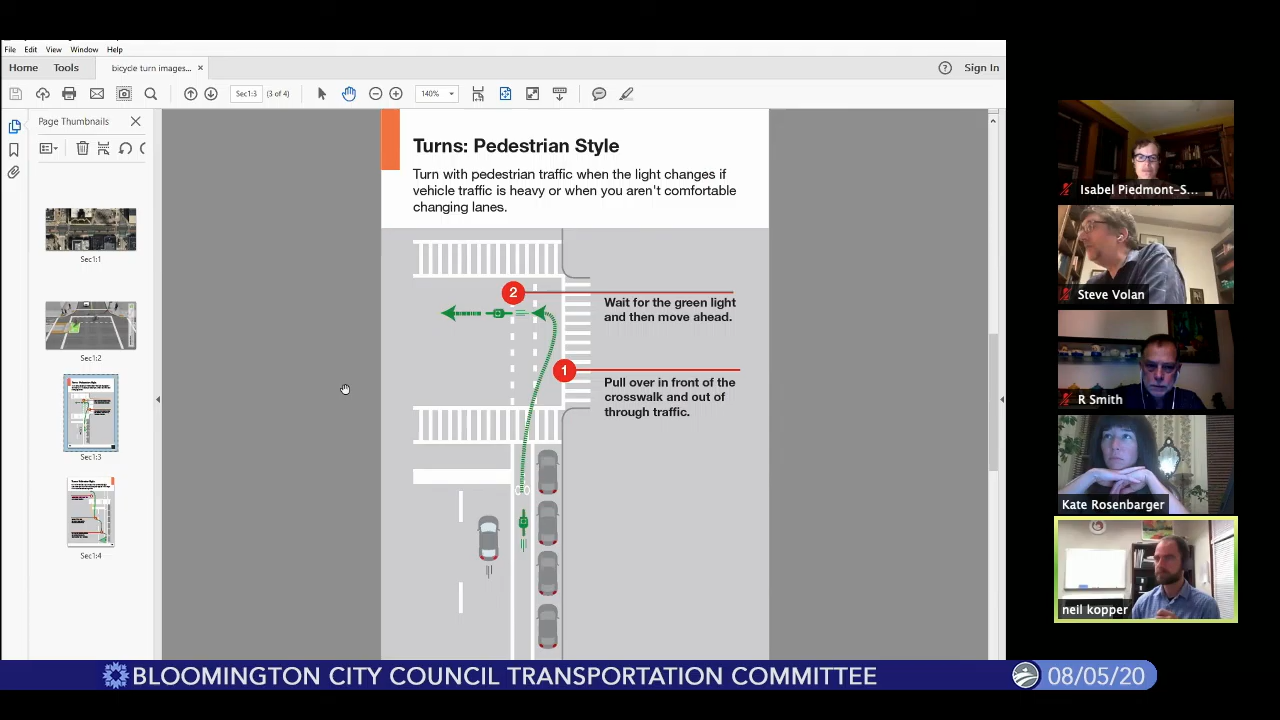 File Edit View Window Help
Home Tools bicycle turn images... × ? Sign In
Sec1:3 (3 of 4) 140%
Page Thumbnails
Sec1:1
Sec1:2
Sec1:3
Sec1:4
Turns: Pedestrian Style
Turn with pedestrian traffic when the light changes if
vehicle traffic is heavy or when you aren't comfortable
changing lanes.
2
Wait for the green light
and then move ahead.
1
Pull over in front of the
crosswalk and out of
through traffic.
Isabel Piedmont-S...
Steve Volan
R Smith
Kate Rosenbarger
neil kopper
BLOOMINGTON CITY COUNCIL TRANSPORTATION COMMITTEE
08/05/20